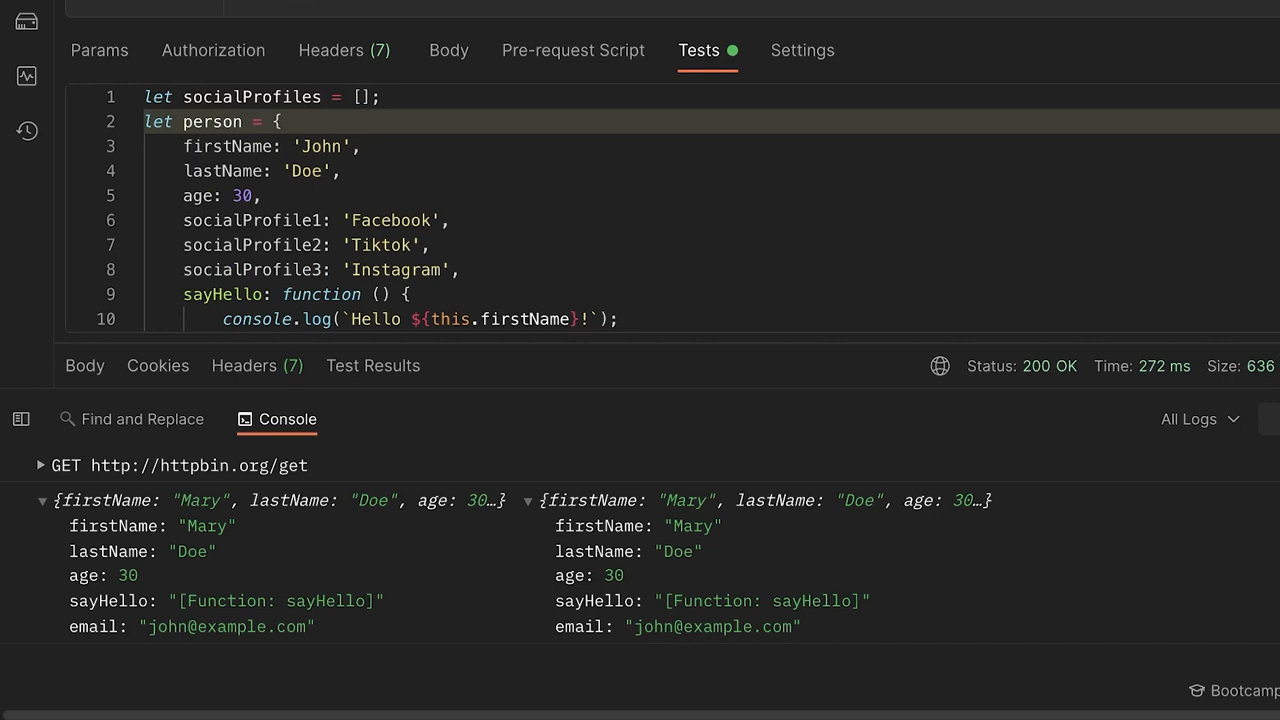 Params Authorization Headers (7) Body Pre-request Script Tests Settings
1 let socialProfiles = [];
2 let person = {
3 firstName: 'John',
4 lastName: 'Doe',
5 age: 30,
6 socialProfile1: 'Facebook',
7 socialProfile2: 'Tiktok',
8 socialProfile3: 'Instagram',
9 sayHello: function () {
10 console.log(`Hello ${this.firstName}!`);
Body Cookies Headers (7) Test Results Status: 200 OK Time: 272 ms Size: 636
Find and Replace Console All Logs
GET http://httpbin.org/get
{firstName: "Mary", lastName: "Doe", age: 30…} {firstName: "Mary", lastName: "Doe", age: 30…}
firstName: "Mary" firstName: "Mary"
lastName: "Doe" lastName: "Doe"
age: 30 age: 30
sayHello: "[Function: sayHello]" sayHello: "[Function: sayHello]"
email: "john@example.com" email: "john@example.com"
Bootcamp